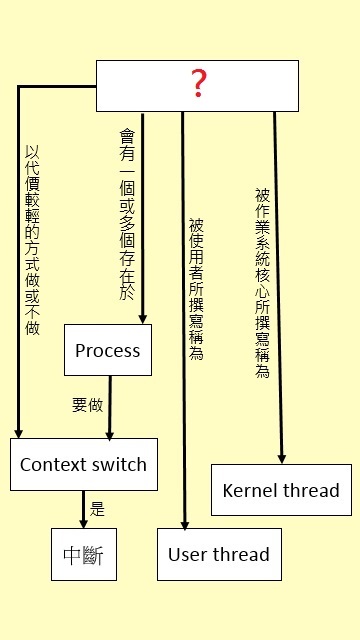 ?
以代價較輕的方式做或不做
會有一個或多個存在於
被使用者所撰寫稱為
被作業系統核心所撰寫稱為
Process
要做
Context switch
Kernel thread
是
中斷
User thread